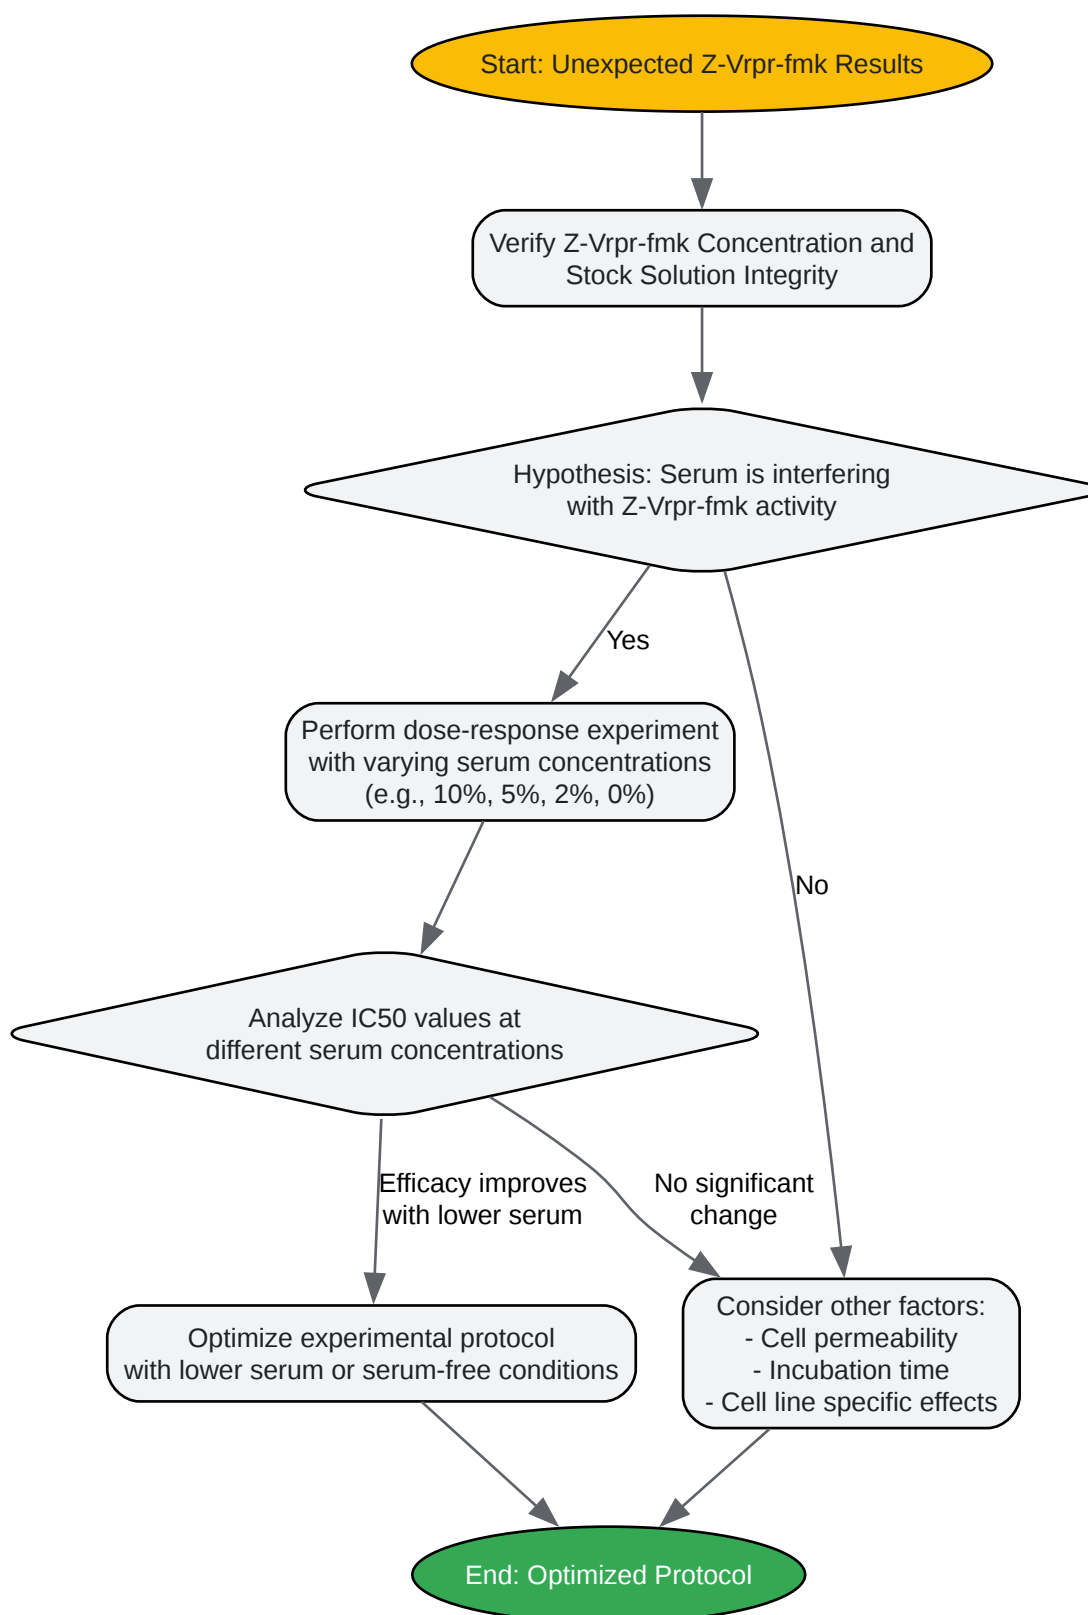 Start: Unexpected Z-Vrpr-fmk Results
Verify Z-Vrpr-fmk Concentration and
Stock Solution Integrity
Hypothesis: Serum is interfering
with Z-Vrpr-fmk activity
Yes
Perform dose-response experiment
with varying serum concentrations
(e.g., 10%, 5%, 2%, 0%)
No
Analyze IC50 values at
different serum concentrations
Efficacy improves
with lower serum
No significant
change
Optimize experimental protocol
with lower serum or serum-free conditions
Consider other factors:
- Cell permeability
- Incubation time
- Cell line specific effects
End: Optimized Protocol